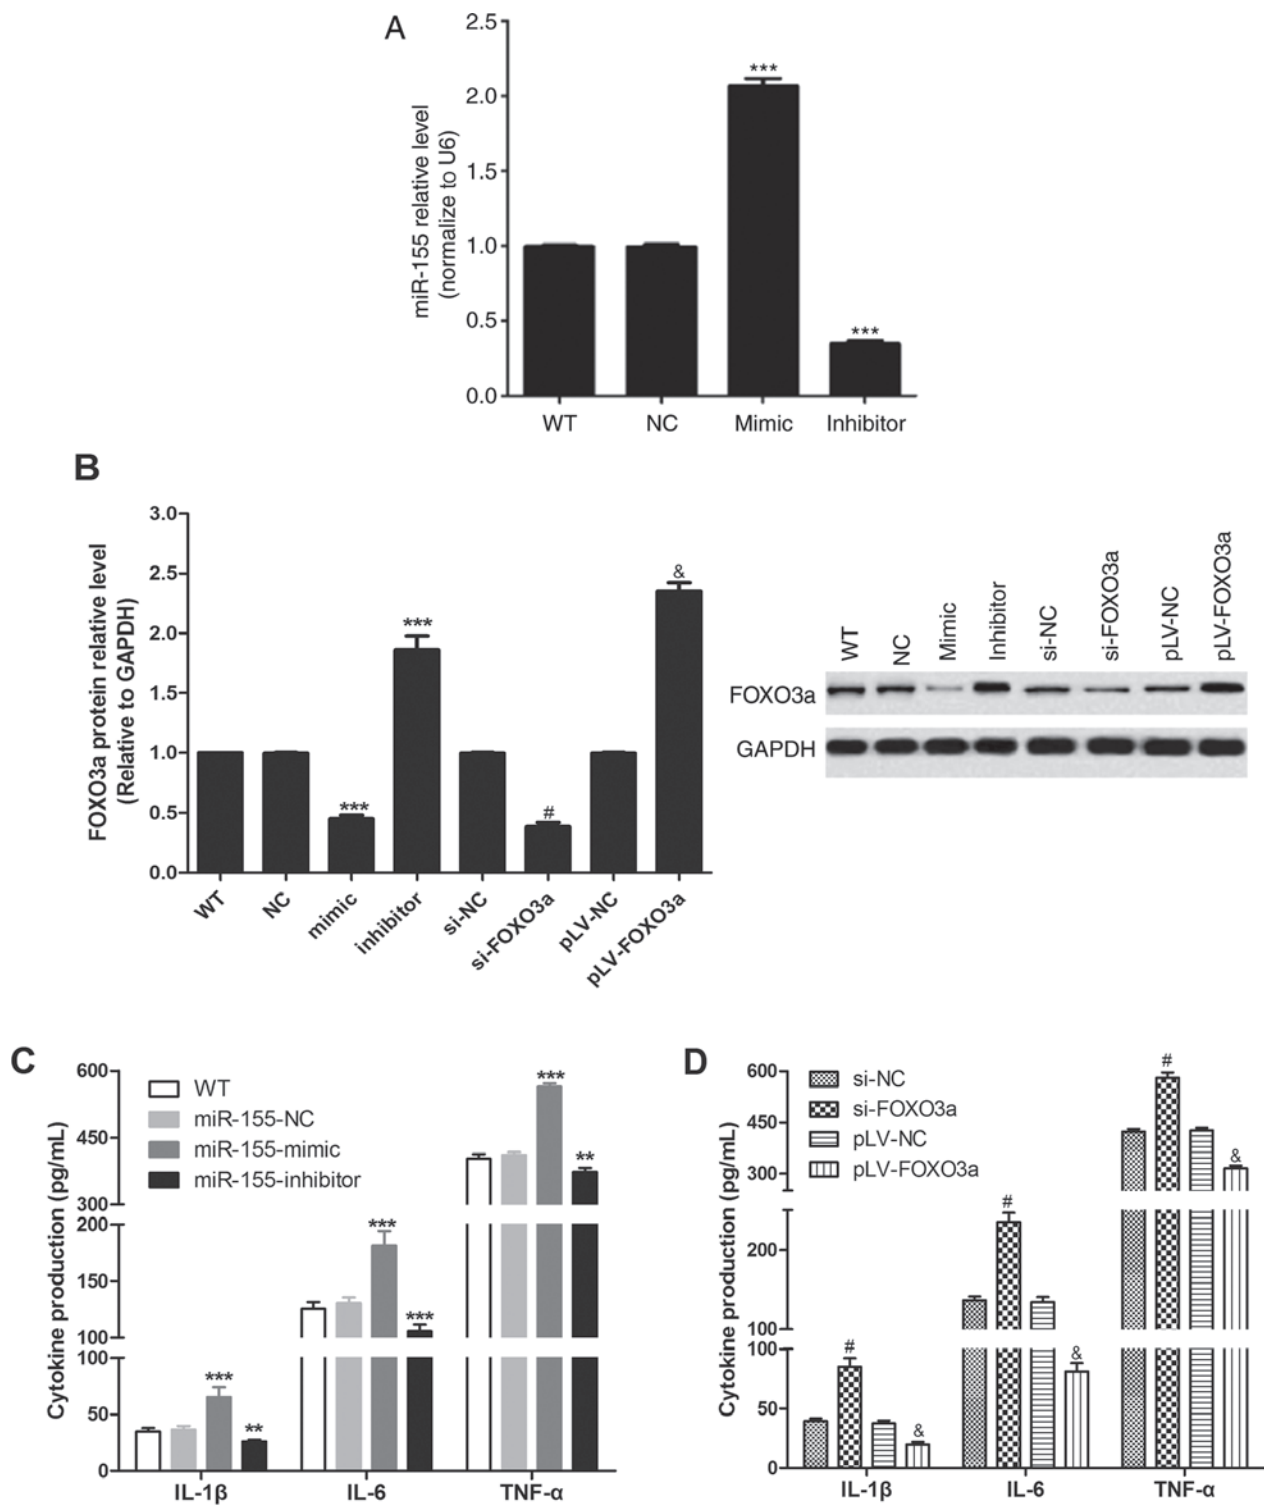 A
miR-155 relative level
(normalize to U6)
2.5
2.0
1.5
1.0
0.5
0.0
***
***
WT NC Mimic Inhibitor
B
FOXO3a protein relative level
(Relative to GAPDH)
3.0
2.5
2.0
1.5
1.0
0.5
0.0
***
***
#
&
WT NC mimic inhibitor si-NC si-FOXO3a pLV-NC pLV-FOXO3a
WT NC Mimic Inhibitor si-NC si-FOXO3a pLV-NC pLV-FOXO3a
FOXO3a
GAPDH
C
Cytokine production (pg/mL)
600
450
300
200
150
100
100
50
0
WT
miR-155-NC
miR-155-mimic
miR-155-inhibitor
*** **
*** ***
*** **
IL-1β IL-6 TNF-α
D
Cytokine production (pg/mL)
600
450
300
200
100
100
50
0
si-NC
si-FOXO3a
pLV-NC
pLV-FOXO3a
# &
# &
# &
IL-1β IL-6 TNF-α